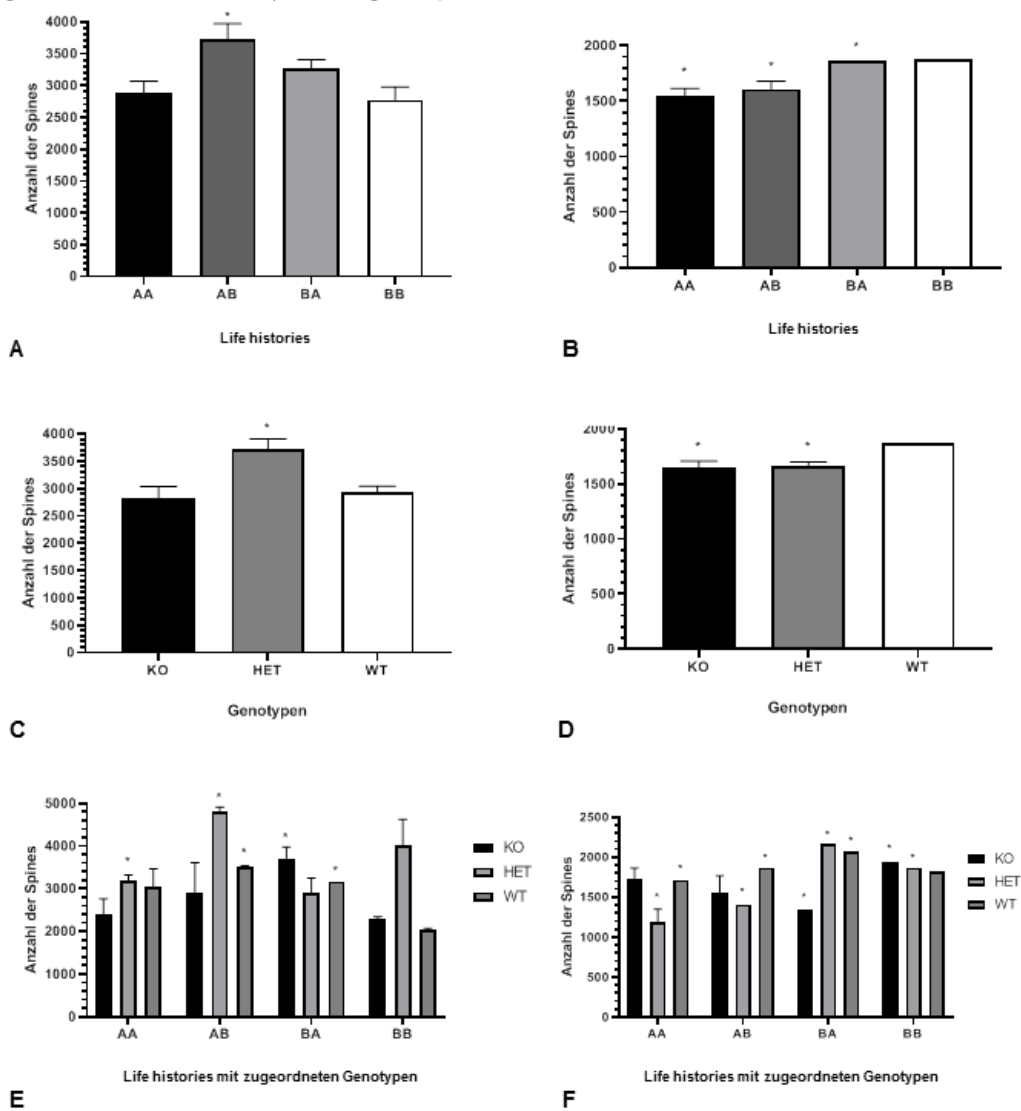 Anzahl der Spines
4000
3500
3000
2500
2000
1500
1000
500
0
*
AA AB BA BB
Life histories
A
Anzahl der Spines
2000
1500
1000
500
0
* * *
AA AB BA BB
Life histories
B
Anzahl der Spines
4000
3500
3000
2500
2000
1500
1000
500
0
*
KO HET WT
Genotypen
C
Anzahl der Spines
2000
1500
1000
500
0
* *
KO HET WT
Genotypen
D
Anzahl der Spines
5000
4000
3000
2000
1000
0
* * * * *
KO
HET
WT
AA AB BA BB
Life histories mit zugeordneten Genotypen
E
Anzahl der Spines
2500
2000
1500
1000
500
0
* * * * * * * * *
KO
HET
WT
AA AB BA BB
Life histories mit zugeordneten Genotypen
F